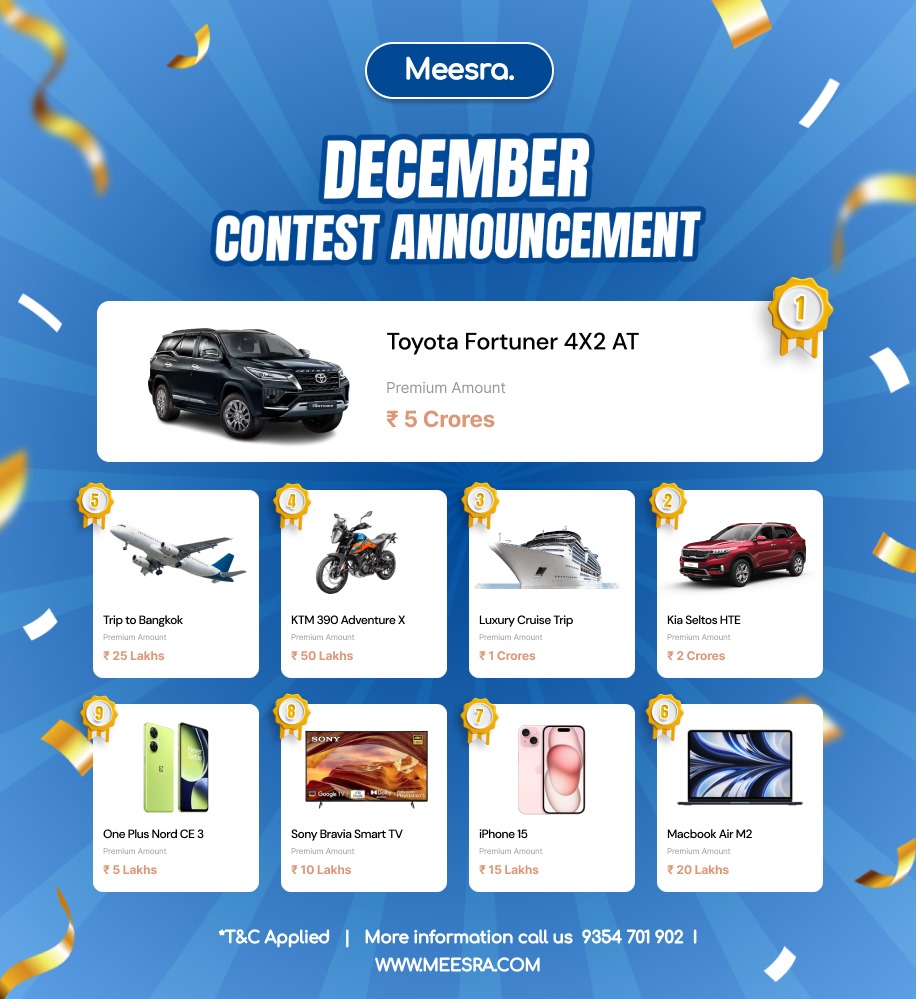 Meesra.
DECEMBER
CONTEST ANNOUNCEMENT
1
Toyota Fortuner 4X2 AT
Premium Amount
₹ 5 Crores
5
Trip to Bangkok
Premium Amount
₹ 25 Lakhs
4
KTM 390 Adventure X
Premium Amount
₹ 50 Lakhs
3
Luxury Cruise Trip
Premium Amount
₹ 1 Crores
2
Kia Seltos HTE
Premium Amount
₹ 2 Crores
9
One Plus Nord CE 3
Premium Amount
₹ 5 Lakhs
8
SONY
Google TV
Sony Bravia Smart TV
Premium Amount
₹ 10 Lakhs
7
iPhone 15
Premium Amount
₹ 15 Lakhs
6
Macbook Air M2
Premium Amount
₹ 20 Lakhs
*T&C Applied | More information call us 9354 701 902 |
WWW.MEESRA.COM